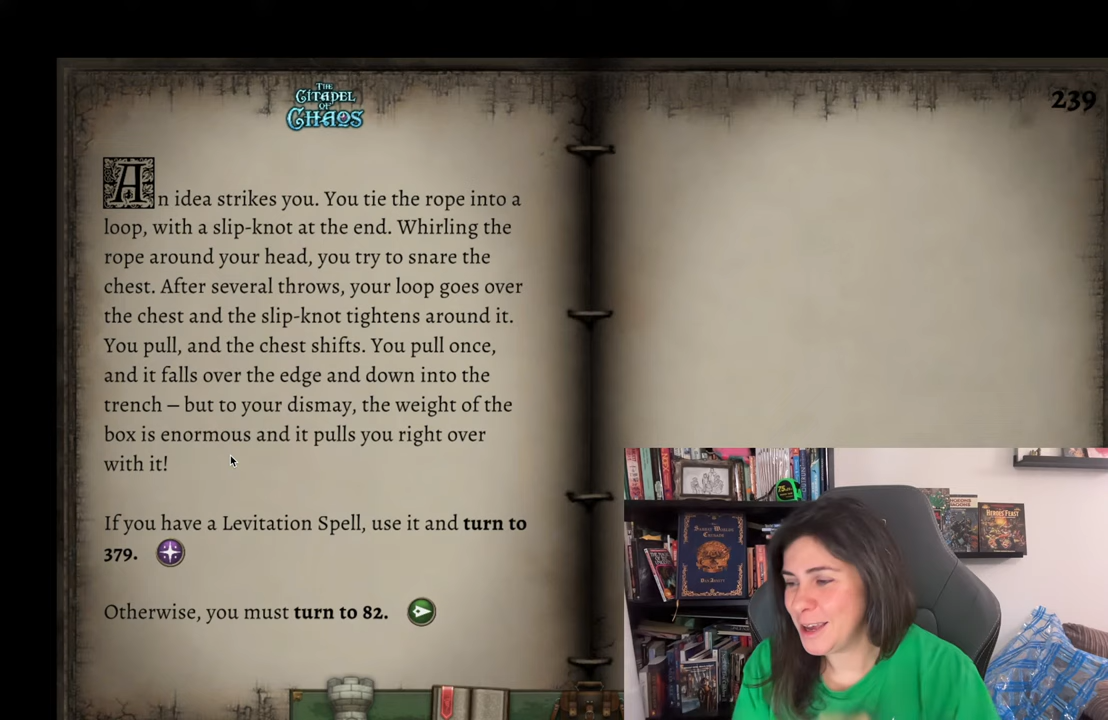 THE
CITADEL
OF
CHAOS
239
An idea strikes you. You tie the rope into a
loop, with a slip-knot at the end. Whirling the
rope around your head, you try to snare the
chest. After several throws, your loop goes over
the chest and the slip-knot tightens around it.
You pull, and the chest shifts. You pull once,
and it falls over the edge and down into the
trench – but to your dismay, the weight of the
box is enormous and it pulls you right over
with it!
If you have a Levitation Spell, use it and turn to
379.
Otherwise, you must turn to 82.
HEROES' FEAST